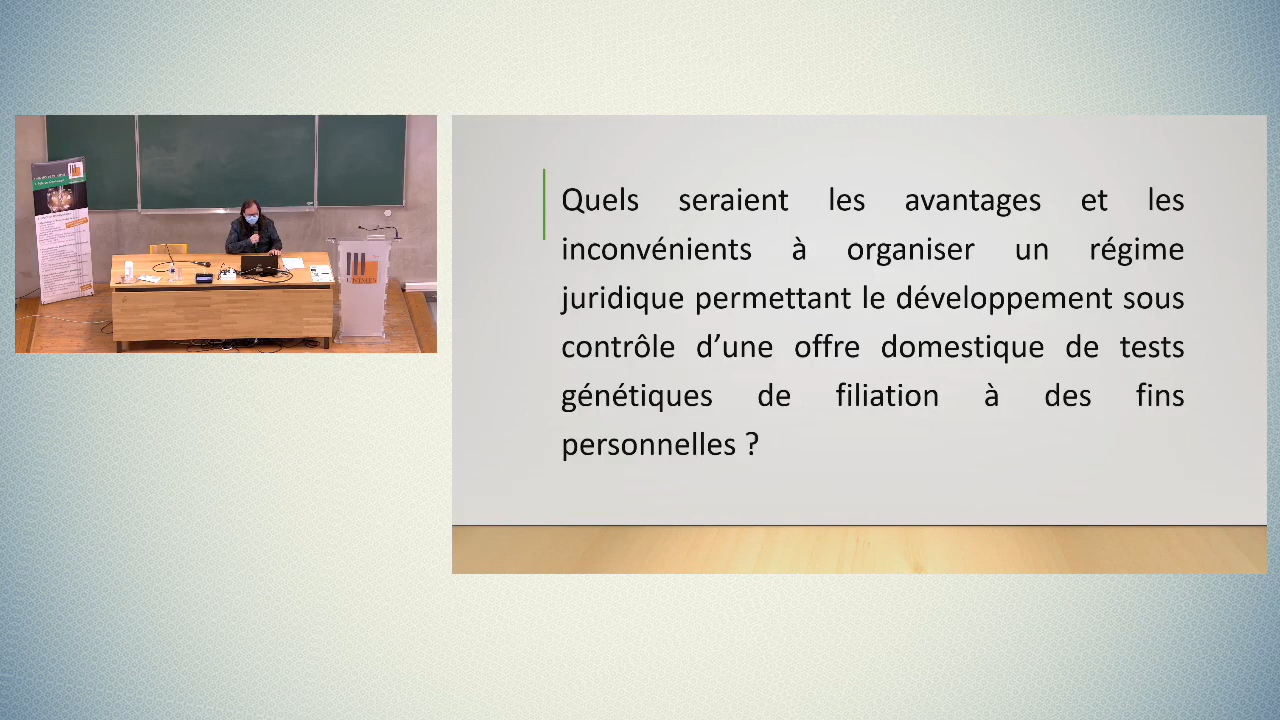 Quels seraient les avantages et les
inconvénients à organiser un régime
juridique permettant le développement sous
contrôle d’une offre domestique de tests
génétiques de filiation à des fins
personnelles ?